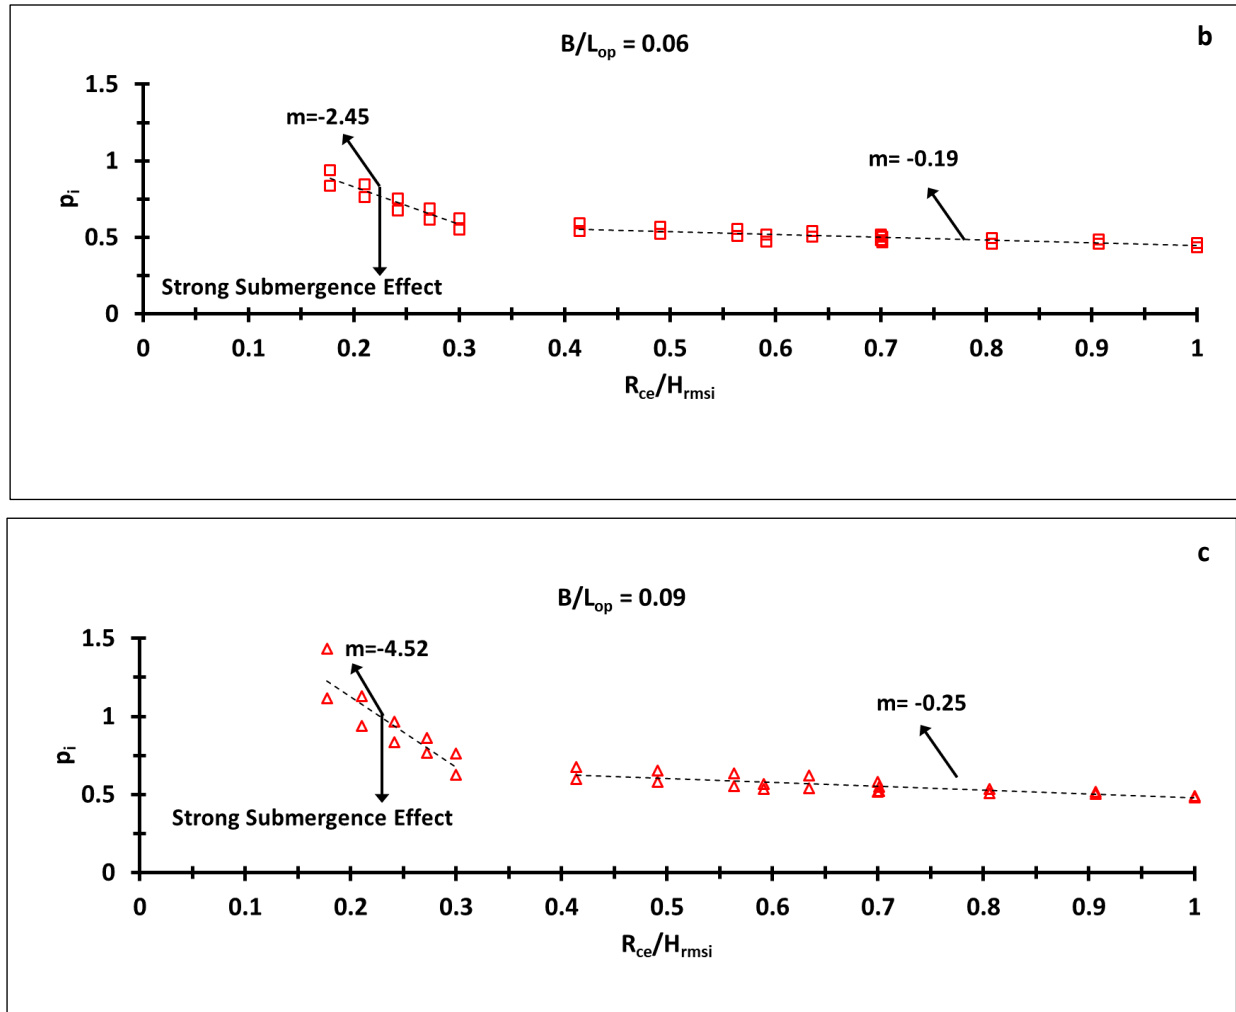 b
B/Lop = 0.06
1.5
m=-2.45
1
m= -0.19
pi
0.5
Strong Submergence Effect
0
0 0.1 0.2 0.3 0.4 0.5 0.6 0.7 0.8 0.9 1
Rce/Hrmsi
c
B/Lop = 0.09
1.5
m=-4.52
m= -0.25
1
pi
0.5
Strong Submergence Effect
0
0 0.1 0.2 0.3 0.4 0.5 0.6 0.7 0.8 0.9 1
Rce/Hrmsi